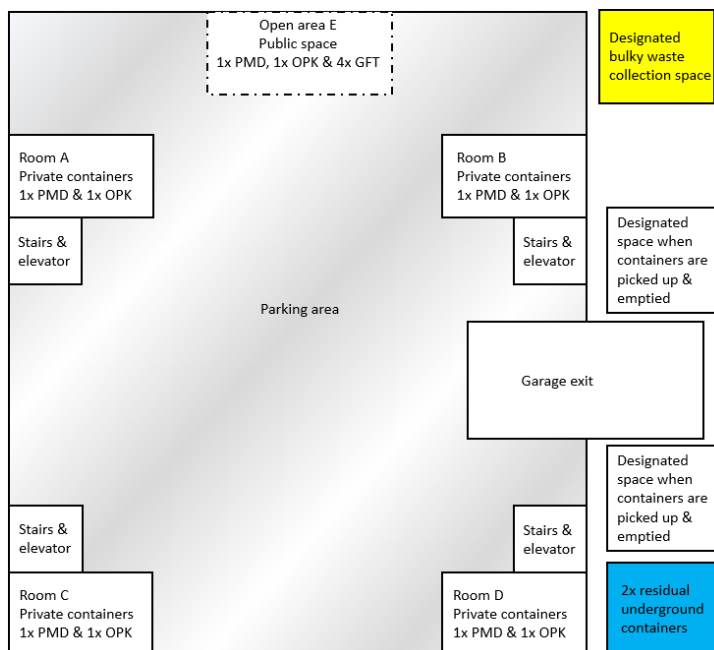 Open area E
Public space
1x PMD, 1x OPK & 4x GFT
Designated
bulky waste
collection space
Room A
Private containers
1x PMD & 1x OPK
Room B
Private containers
1x PMD & 1x OPK
Stairs &
elevator
Stairs &
elevator
Designated
space when
containers are
picked up &
emptied
Parking area
Garage exit
Designated
space when
containers are
picked up &
emptied
Stairs &
elevator
Stairs &
elevator
Room C
Private containers
1x PMD & 1x OPK
Room D
Private containers
1x PMD & 1x OPK
2x residual
underground
containers